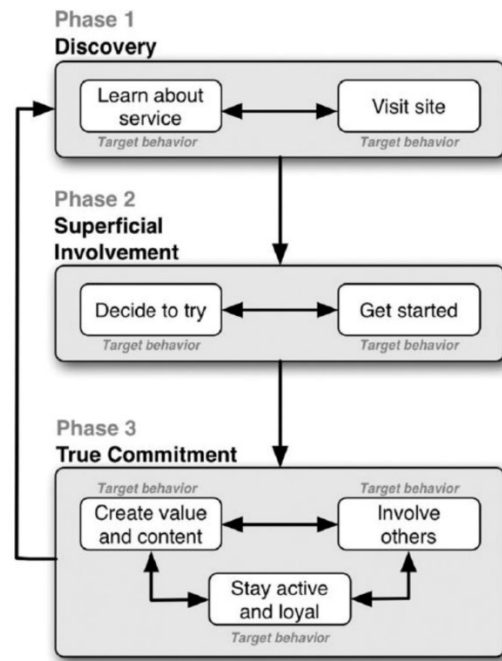 Phase 1
Discovery
Learn about
service
Visit site
Target behavior
Target behavior
Phase 2
Superficial
Involvement
Decide to try
Get started
Target behavior
Target behavior
Phase 3
True Commitment
Target behavior
Target behavior
Create value
and content
Involve
others
Stay active
and loyal
Target behavior